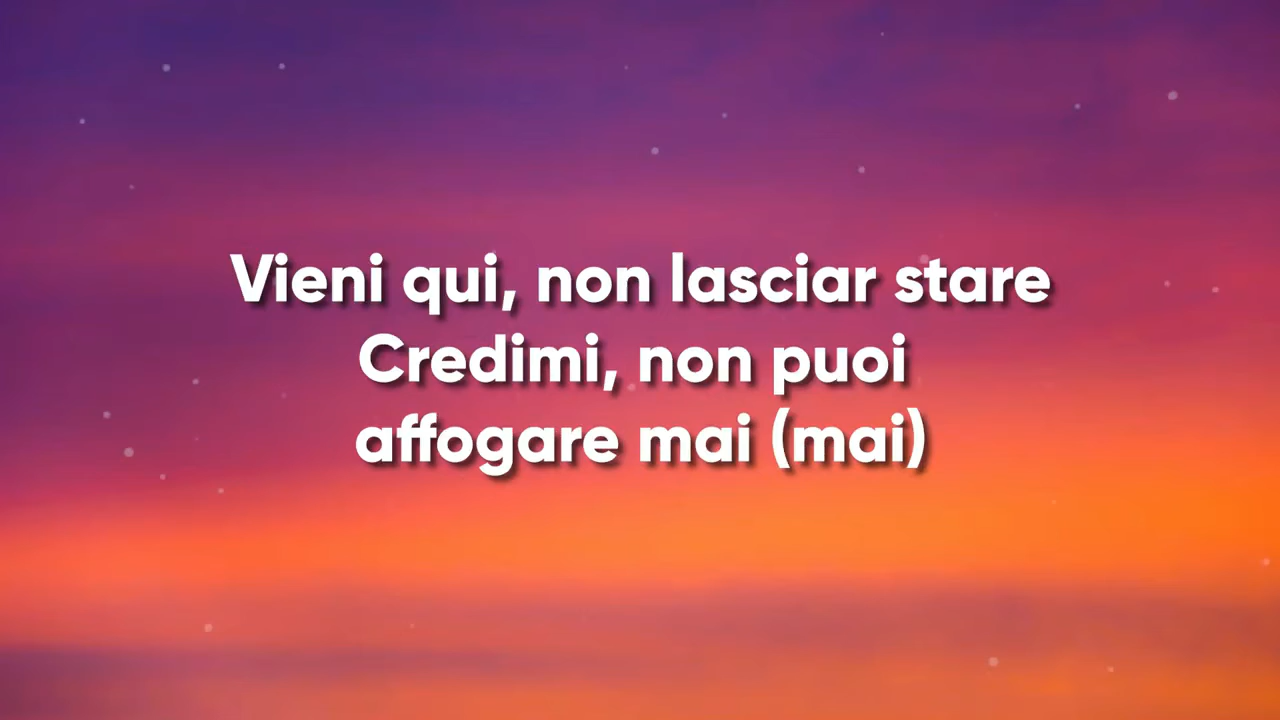 Vieni qui, non lasciar stare
Credimi, non puoi
affogare mai (mai)